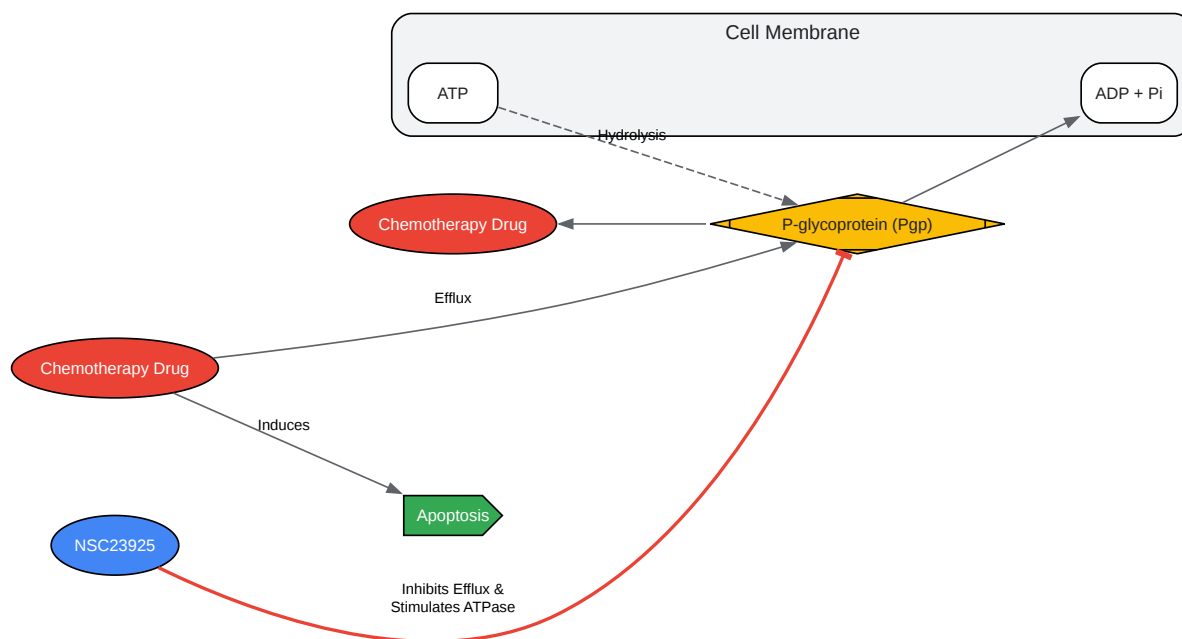 Cell Membrane
ATP
ADP + Pi
Hydrolysis
Chemotherapy Drug
P-glycoprotein (Pgp)
Efflux
Chemotherapy Drug
Induces
Apoptosis
NSC23925
Inhibits Efflux &
Stimulates ATPase